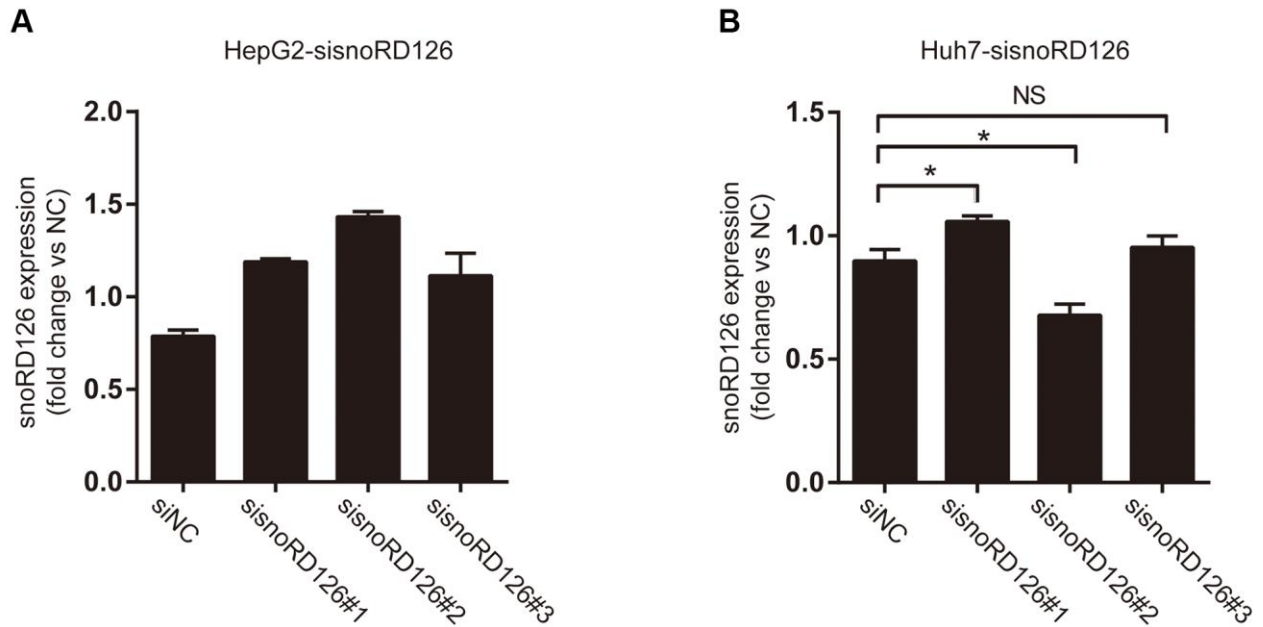 A
HepG2-sisnoRD126
snoRD126 expression
(fold change vs NC)
2.0
1.5
1.0
0.5
0.0
siNC
sisnoRD126#1
sisnoRD126#2
sisnoRD126#3
B
Huh7-sisnoRD126
NS
*
*
snoRD126 expression
(fold change vs NC)
1.5
1.0
0.5
0.0
siNC
sisnoRD126#1
sisnoRD126#2
sisnoRD126#3